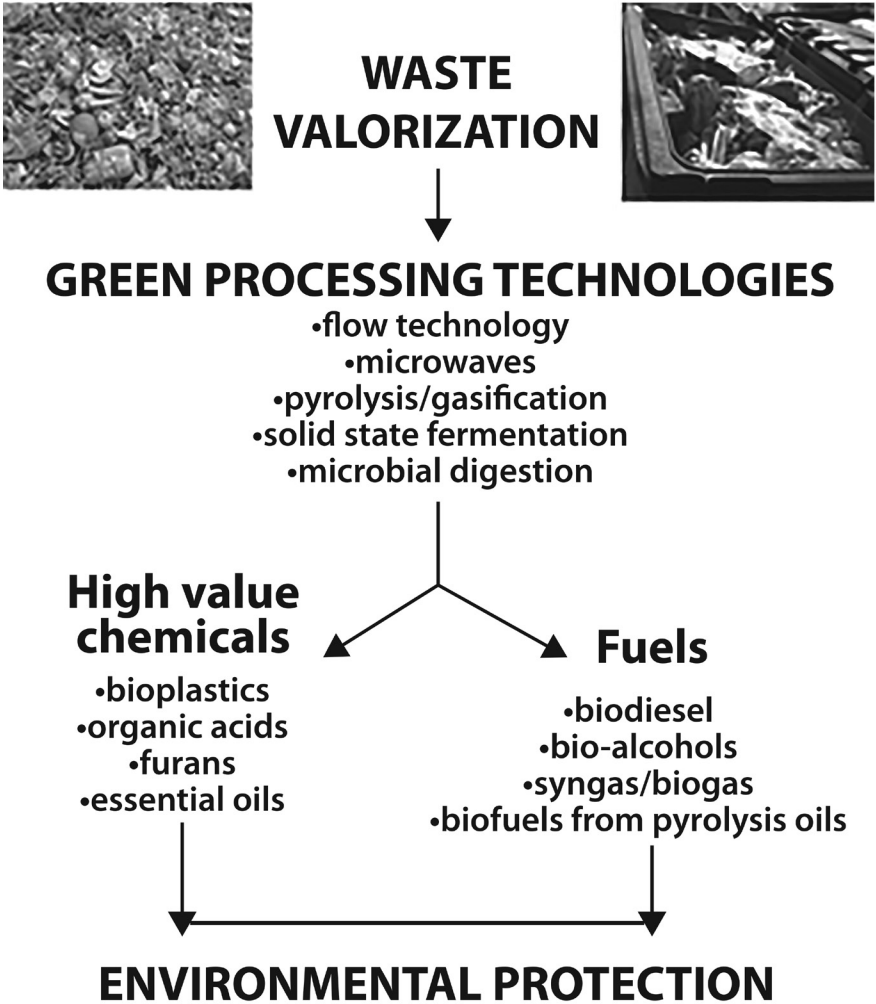 WASTE
VALORIZATION
GREEN PROCESSING TECHNOLOGIES
•flow technology
•microwaves
•pyrolysis/gasification
•solid state fermentation
•microbial digestion
High value
chemicals
•bioplastics
•organic acids
•furans
•essential oils
Fuels
•biodiesel
•bio-alcohols
•syngas/biogas
•biofuels from pyrolysis oils
ENVIRONMENTAL PROTECTION